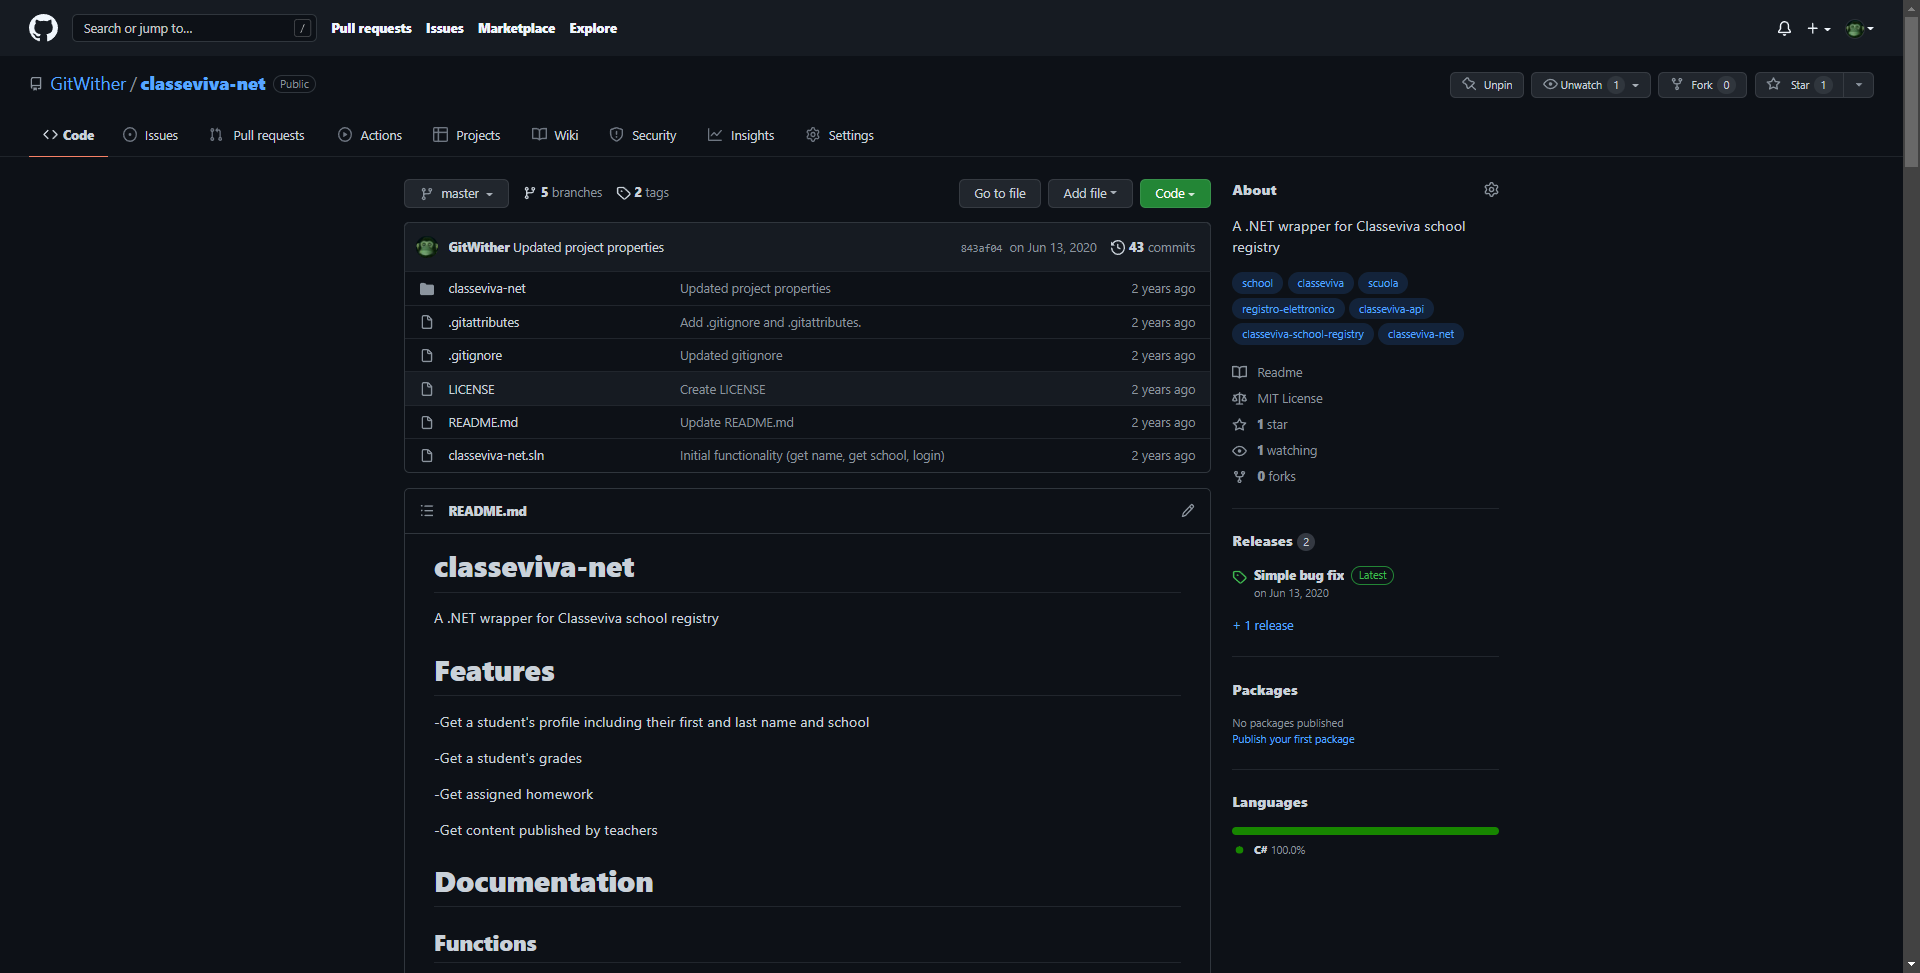 Search or jump to... /
Pull requests Issues Marketplace Explore
GitWither / classeviva-net Public
Unpin Unwatch 1 Fork 0 Star 1
Code Issues Pull requests Actions Projects Wiki Security Insights Settings
master 5 branches 2 tags
Go to file Add file Code
GitWither Updated project properties 843af04 on Jun 13, 2020 43 commits
classeviva-net Updated project properties 2 years ago
.gitattributes Add .gitignore and .gitattributes. 2 years ago
.gitignore Updated gitignore 2 years ago
LICENSE Create LICENSE 2 years ago
README.md Update README.md 2 years ago
classeviva-net.sln Initial functionality (get name, get school, login) 2 years ago
README.md
classeviva-net
A .NET wrapper for Classeviva school registry
Features
-Get a student's profile including their first and last name and school
-Get a student's grades
-Get assigned homework
-Get content published by teachers
Documentation
Functions
About
A .NET wrapper for Classeviva school
registry
school classeviva scuola
registro-elettronico classeviva-api
classeviva-school-registry classeviva-net
Readme
MIT License
1 star
1 watching
0 forks
Releases 2
Simple bug fix Latest
on Jun 13, 2020
+ 1 release
Packages
No packages published
Publish your first package
Languages
C# 100.0%